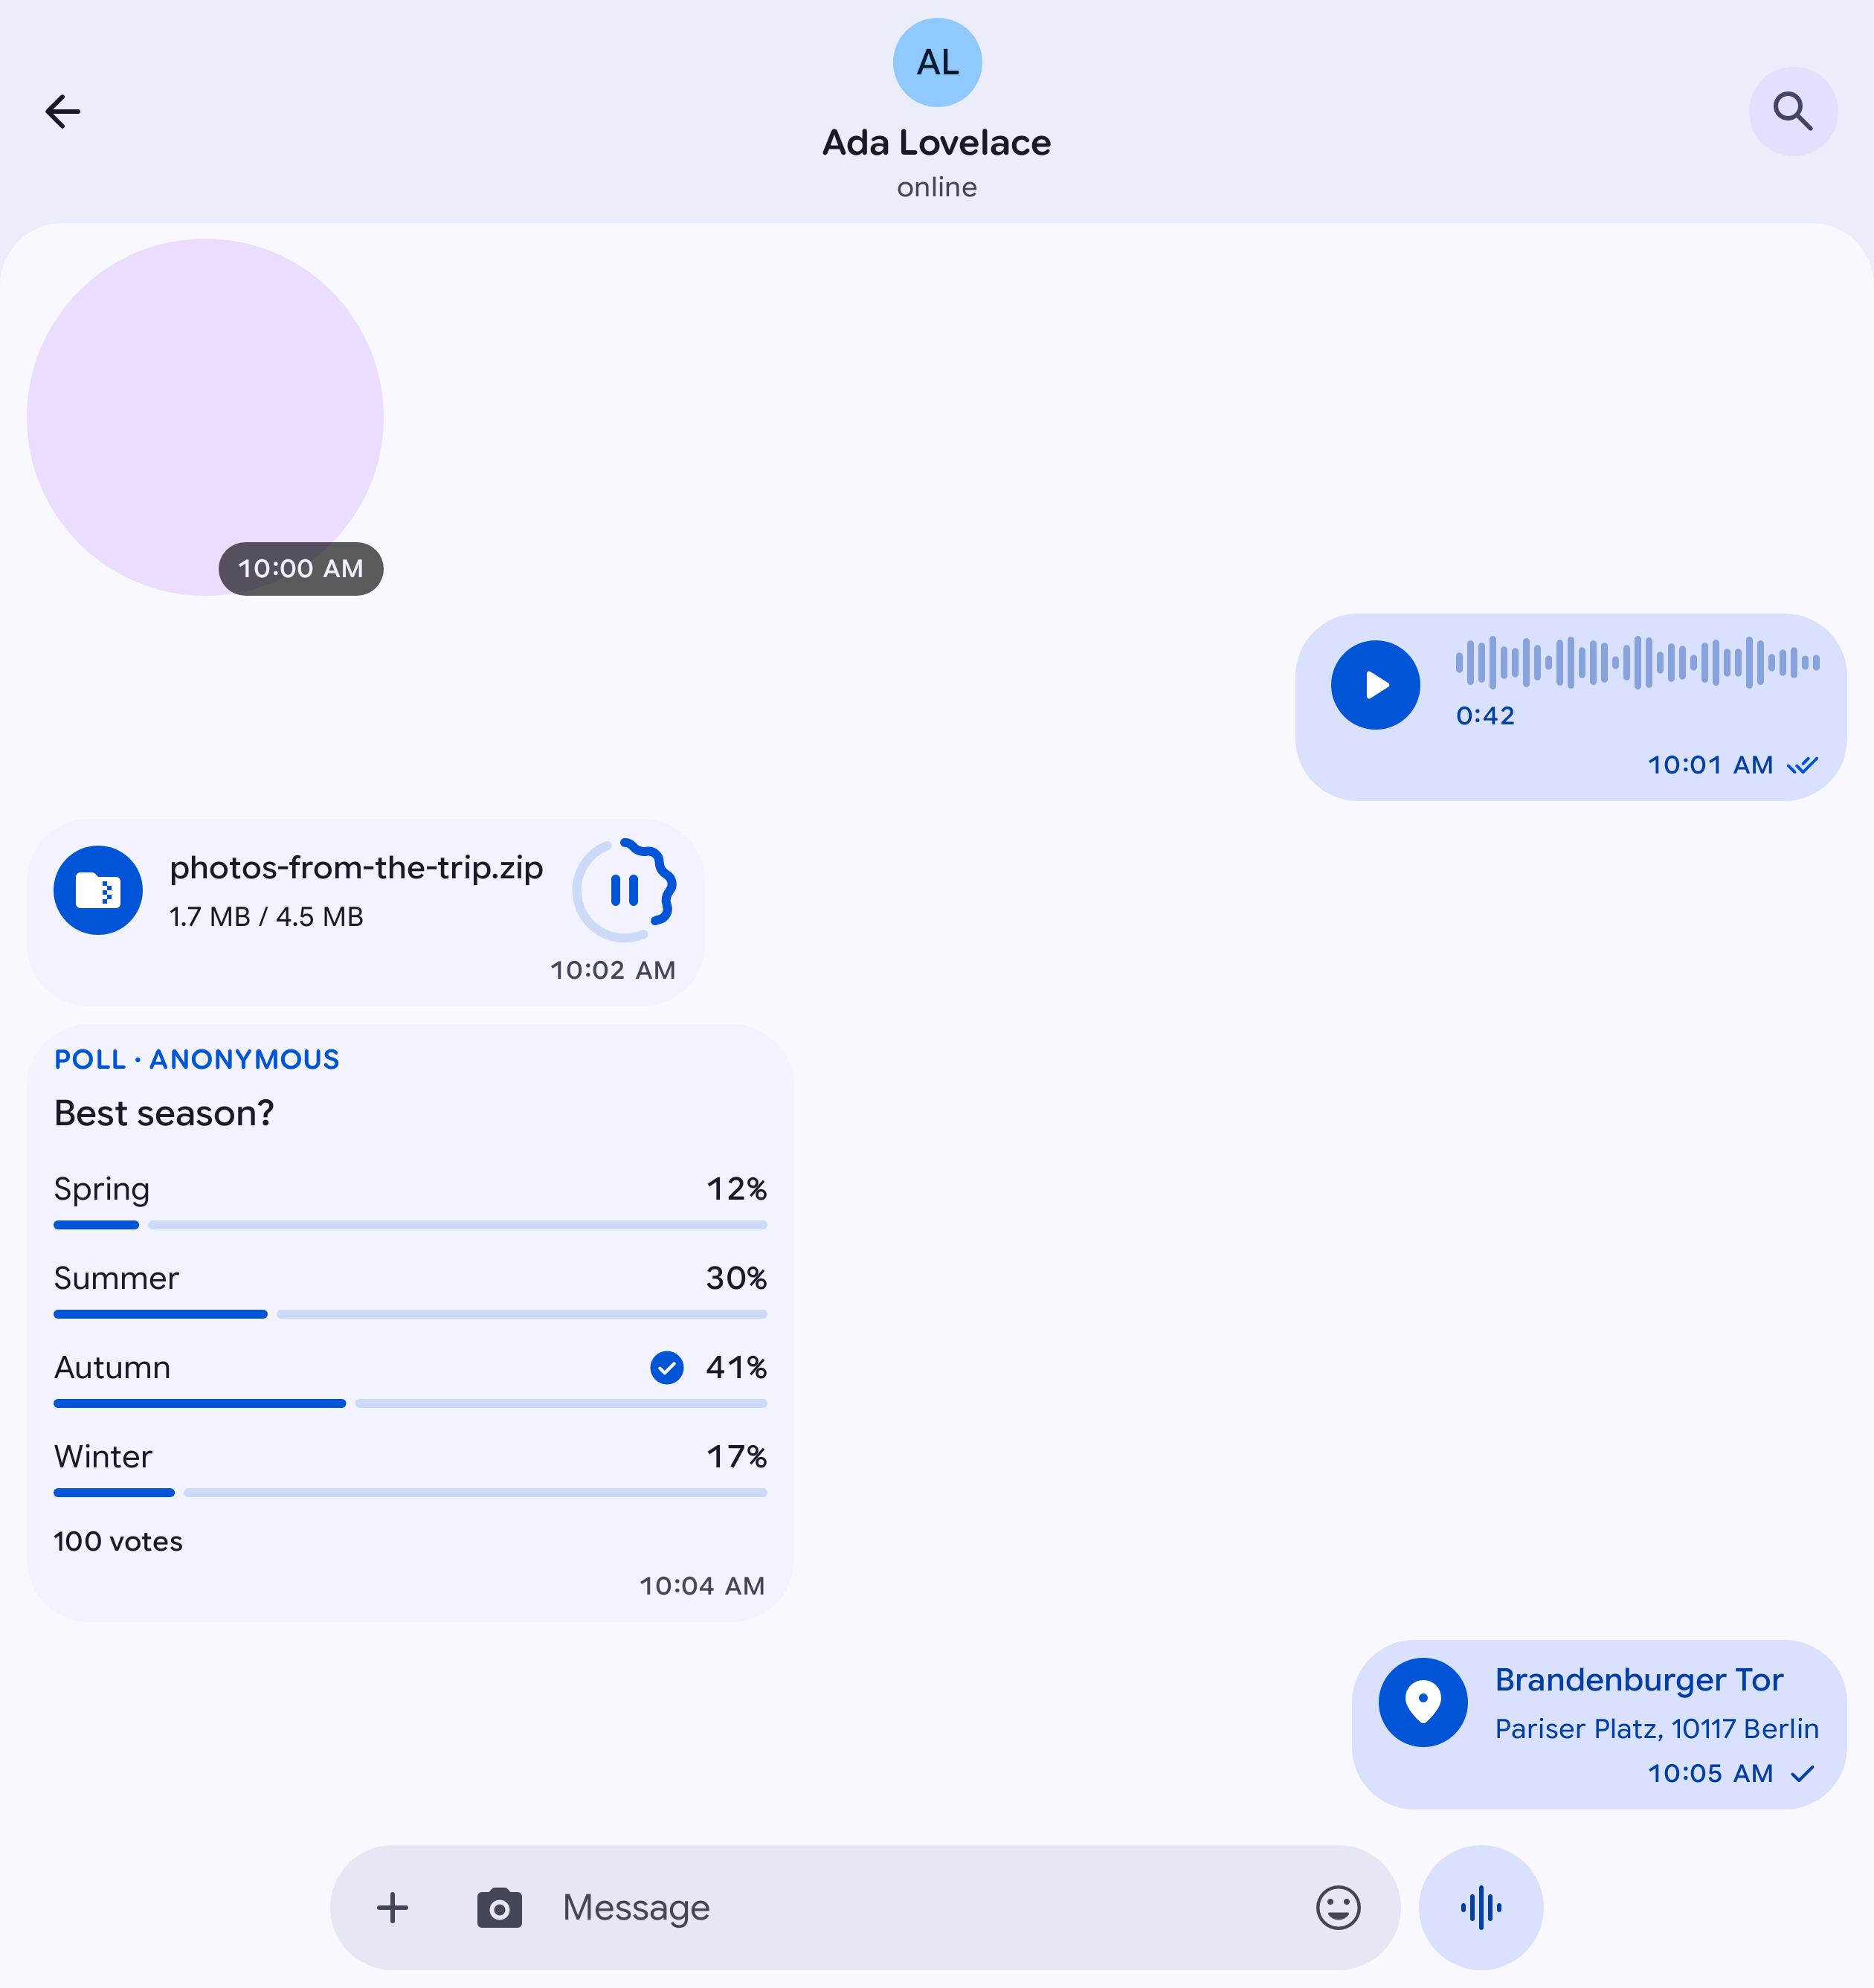 AL
Ada Lovelace
online
10:00 AM
0:42
10:01 AM
photos-from-the-trip.zip
1.7 MB / 4.5 MB
10:02 AM
POLL · ANONYMOUS
Best season?
Spring 12%
Summer 30%
Autumn 41%
Winter 17%
100 votes
10:04 AM
Brandenburger Tor
Pariser Platz, 10117 Berlin
10:05 AM
Message